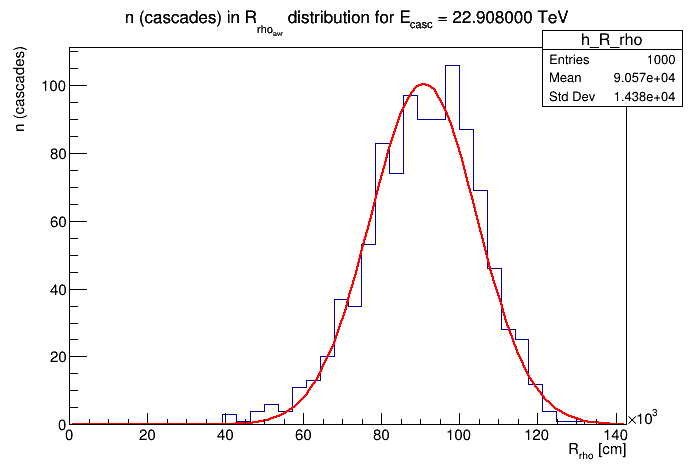 n (cascades) in R_rho_avr distribution for E_casc = 22.908000 TeV
h_R_rho
Entries 1000
Mean 9.057e+04
Std Dev 1.438e+04
n (cascades)
100
80
60
40
20
0
0 20 40 60 80 100 120 140
×10³
R_rho [cm]